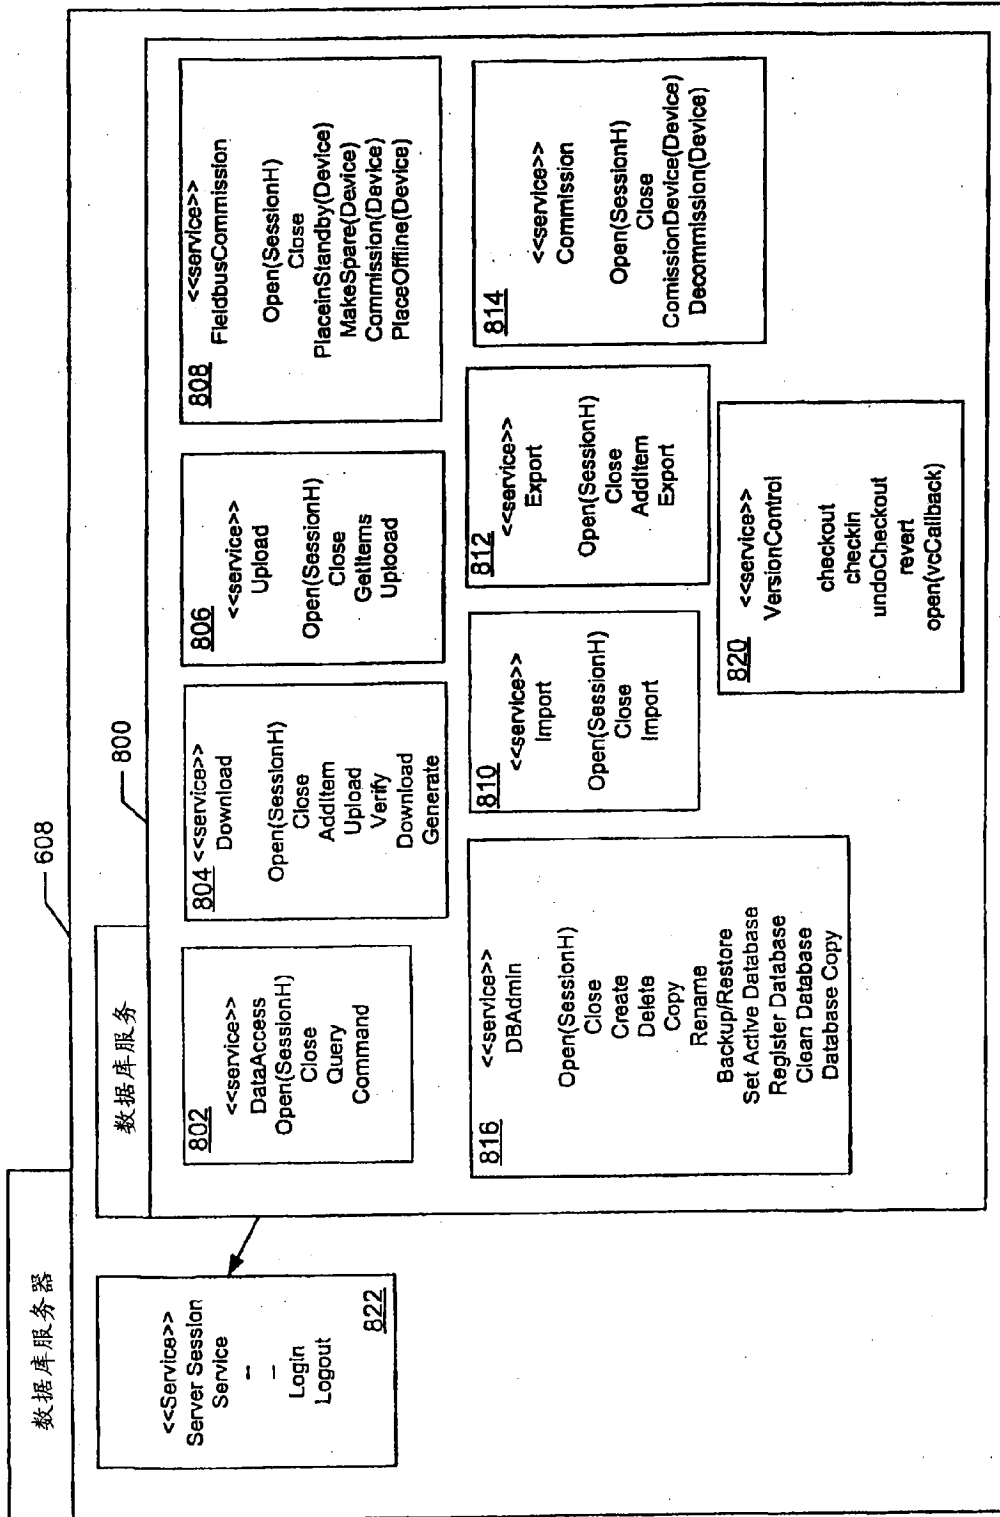 数据库服务器
608
数据库服务
800
<<Service>>
Server Session
Service
--
--
Login
Logout
822
802
<<service>>
DataAccess
Open(SessionH)
Close
Query
Command
804 <<service>>
Download
Open(SessionH)
Close
AddItem
Upload
Verify
Download
Generate
806
<<service>>
Upload
Open(SessionH)
Close
GetItems
Uplooad
808
<<service>>
FieldbusCommission
Open(SessionH)
Close
PlaceinStandby(Device)
MakeSpare(Device)
Commission(Device)
PlaceOffline(Device)
816
<<service>>
DBAdmin
Open(SessionH)
Close
Create
Delete
Copy
Rename
Backup/Restore
Set Active Database
Register Database
Clean Database
Database Copy
810
<<service>>
Import
Open(SessionH)
Close
Import
812
<<service>>
Export
Open(SessionH)
Close
AddItem
Export
814
<<service>>
Commission
Open(SessionH)
Close
ComissionDevice(Device)
Decommission(Device)
820
<<service>>
VersionControl
checkout
checkin
undoCheckout
revert
open(vcCallback)